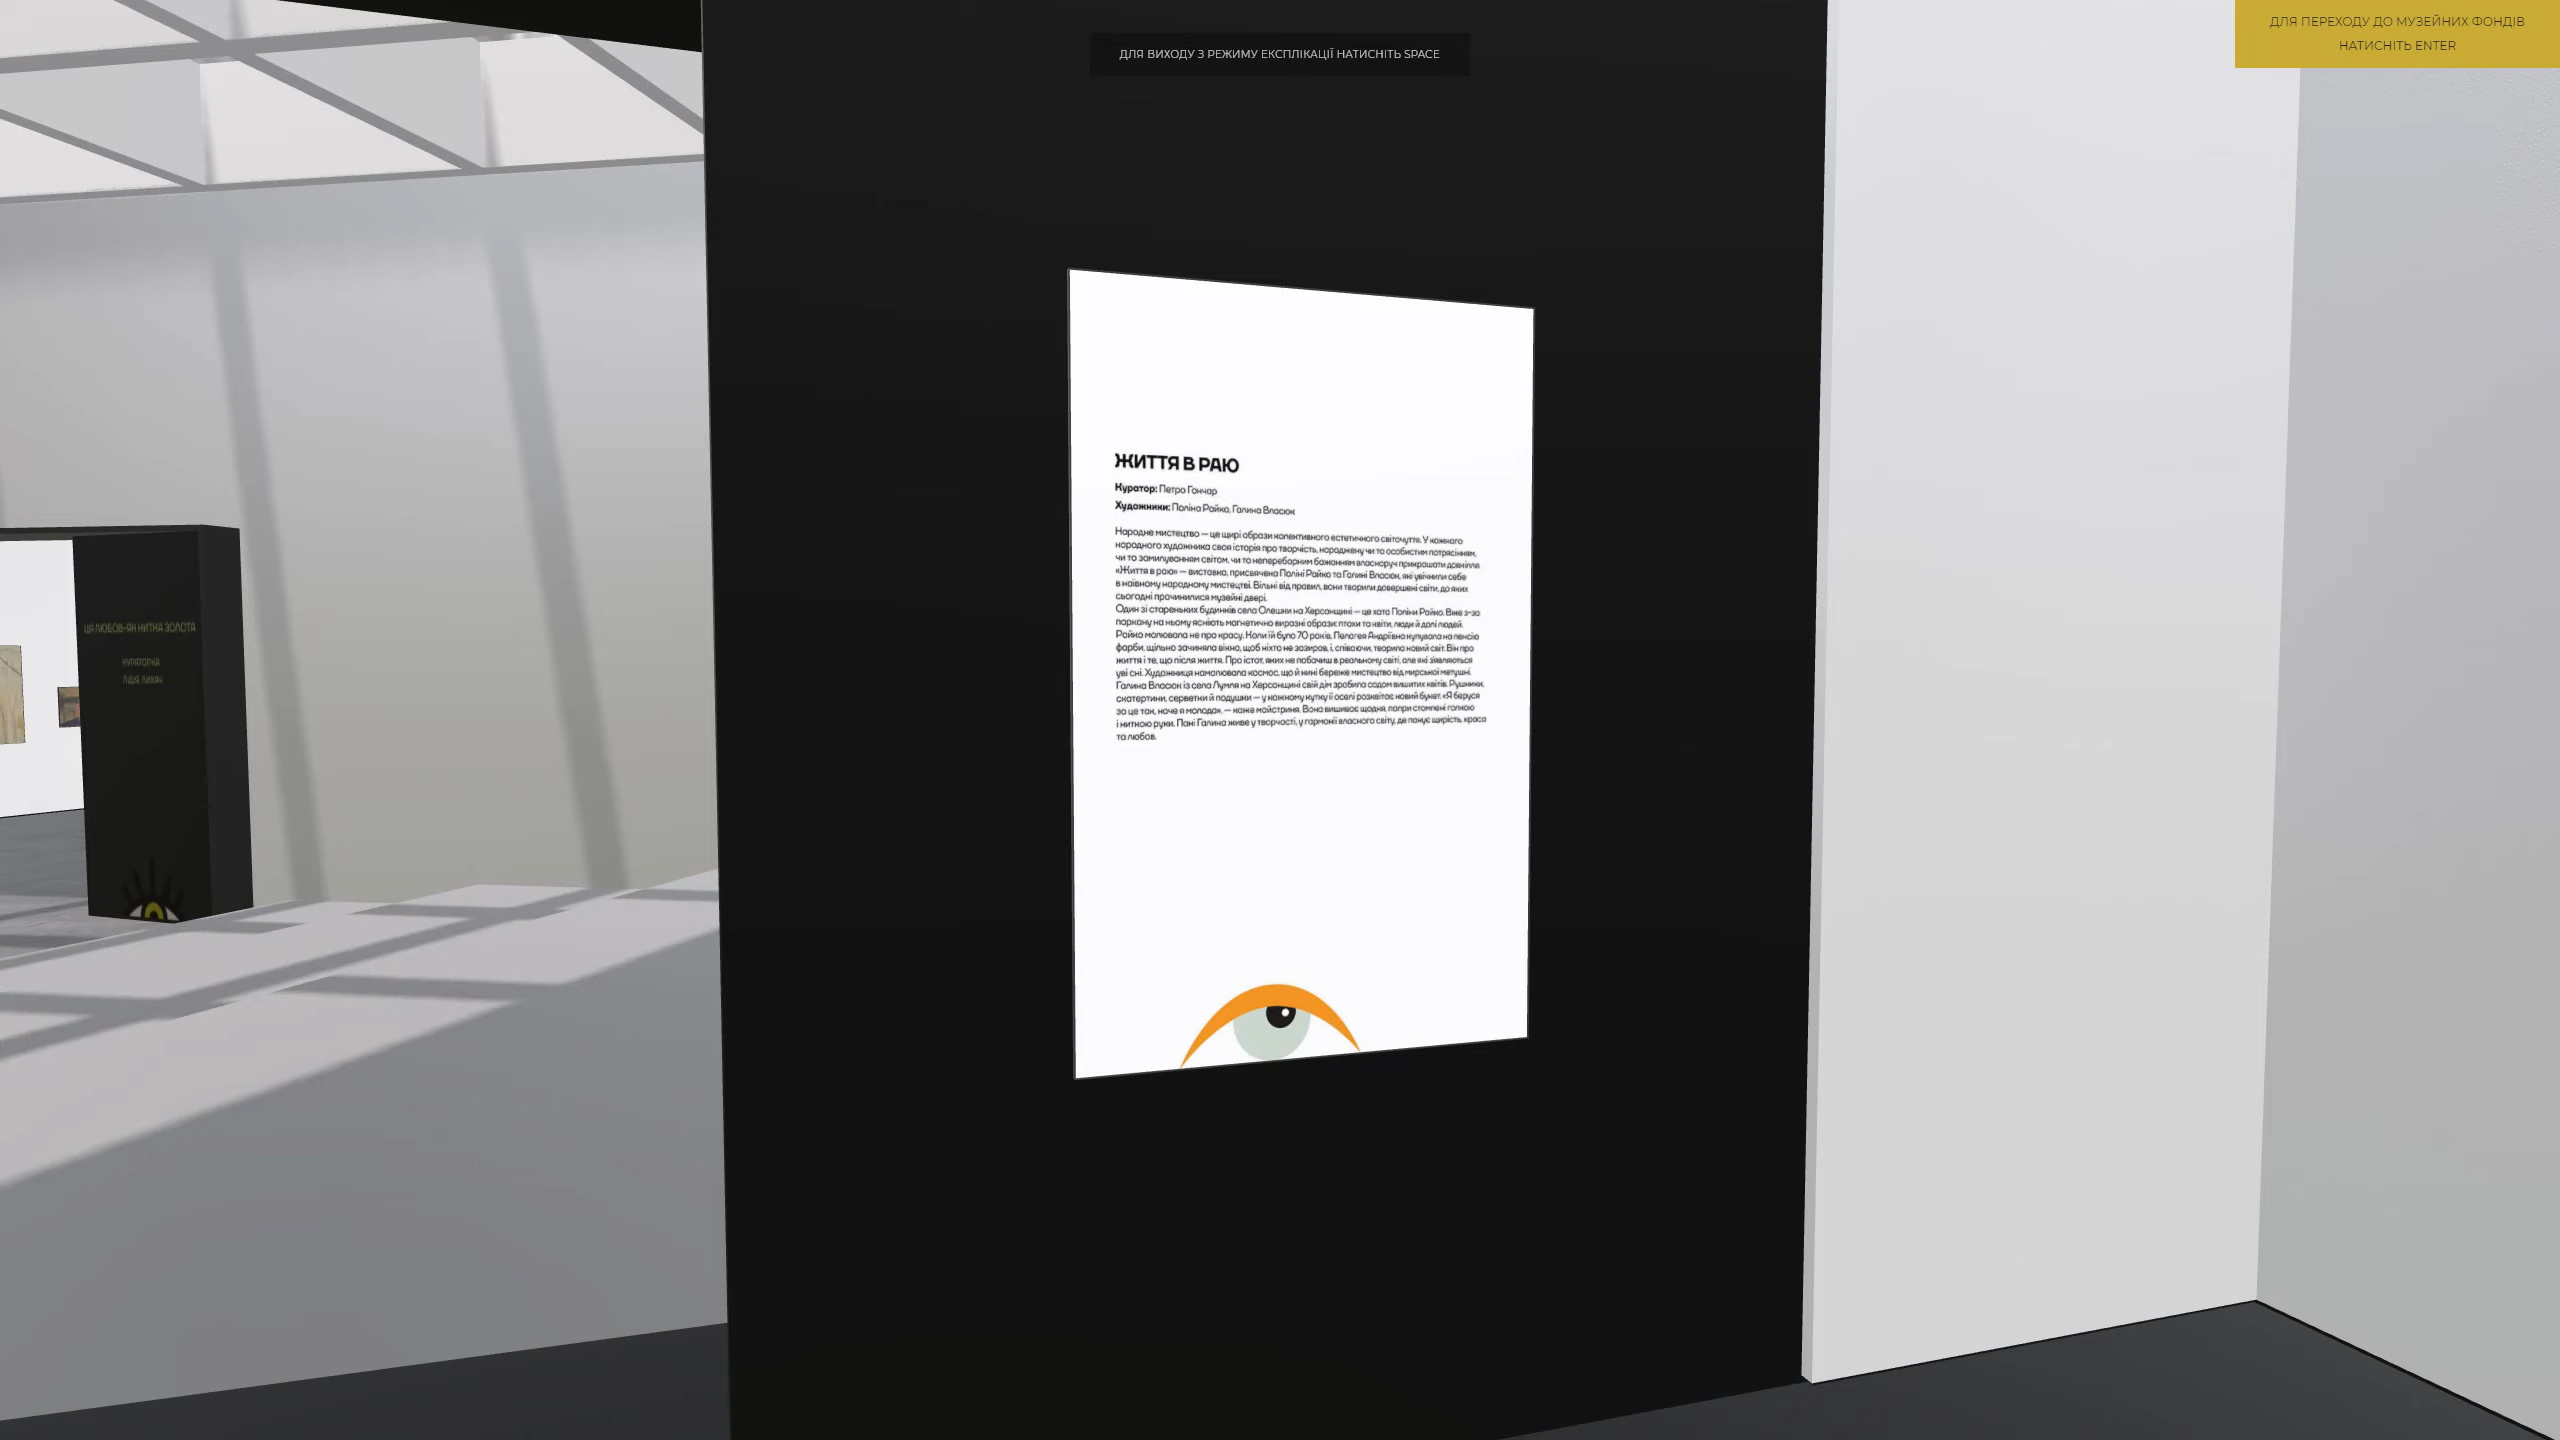 ДЛЯ ВИХОДУ З РЕЖИМУ ЕКСПЛІКАЦІЇ НАТИСНІТЬ SPACE
ДЛЯ ПЕРЕХОДУ ДО МУЗЕЙНИХ ФОНДІВ
НАТИСНІТЬ ENTER
ЖИТТЯ В РАЮ
Куратор: Петро Гончар
Художники: Поліна Райко, Галина Власюк
Народне мистецтво — це щирі образи колективного естетичного світочуття. У кожного
народного художника своя історія про творчість, народжену чи то особистим потрясінням,
чи то замилуванням світом, чи то непереборним бажанням власноруч прикрашати довкілля.
«Життя в раю» — виставка, присвячена Поліні Райко та Галині Власюк, які увічнили себе
в наївному народному мистецтві. Вільні від правил, вони творили довершені світи, до яких
сьогодні прочинилися музейні двері.
Один зі стареньких будинків села Олешки на Херсонщині — це хата Поліни Райко. Вже з-за
паркану на ньому ясніють магнетично виразні образи: птахи та квіти, люди й долі людей.
Райко малювала не про красу. Коли їй було 70 років, Пелагея Андріївна купувала на пенсію
фарби, щільно зачиняла вікна, щоб ніхто не зазирав, і, співаючи, творила новий світ. Він про
життя і те, що після життя. Про істот, яких не побачиш в реальному світі, але які з'являються
уві сні. Художниця намалювала космос, що й нині береже мистецтво від мирської метушні.
Галина Власюк із села Лумля на Херсонщині свій дім зробила садом вишитих квітів. Рушники,
скатертини, серветки й подушки — у кожному кутку її оселі розквітає новий букет. «Я беруся
за це так, наче я молода», — каже майстриня. Вона вишиває щодня, попри стомлені голкою
і ниткою руки. Пані Галина живе у творчості, у гармонії власного світу, де панує щирість, краса
та любов.
ЦЯ ЛЮБОВ-ЯК НИТКА ЗОЛОТА
КУРАТОРКА
ЛІДІЯ ЛИХАЧ